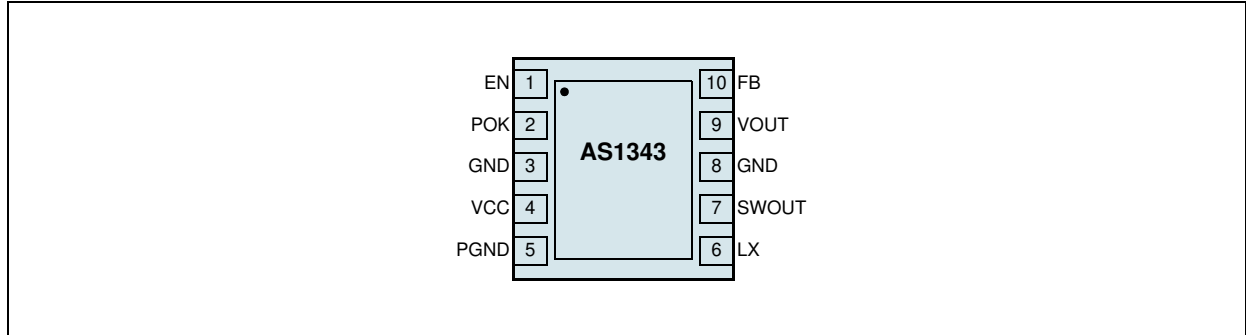 EN 1 10 FB
POK 2 9 VOUT
AS1343
GND 3 8 GND
VCC 4 7 SWOUT
PGND 5 6 LX